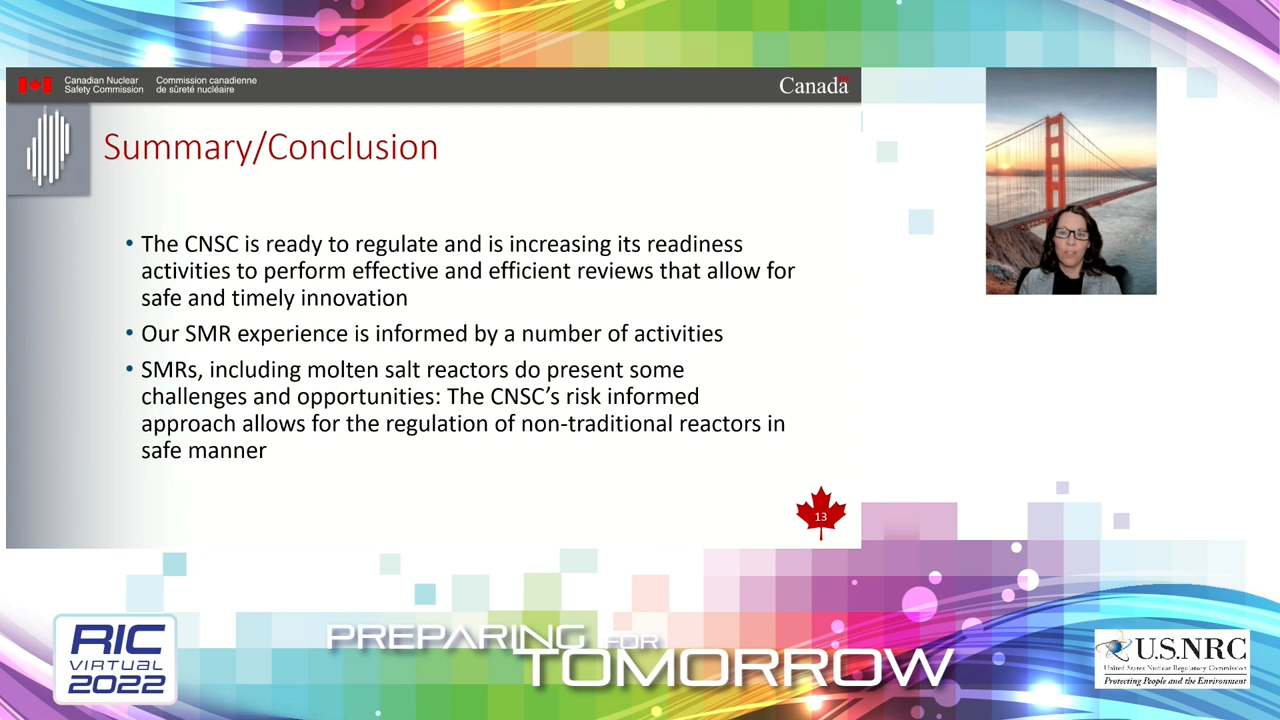 Canadian Nuclear
Safety Commission
Commission canadienne
de sûreté nucléaire
Canada
Summary/Conclusion
• The CNSC is ready to regulate and is increasing its readiness
activities to perform effective and efficient reviews that allow for
safe and timely innovation
• Our SMR experience is informed by a number of activities
• SMRs, including molten salt reactors do present some
challenges and opportunities: The CNSC’s risk informed
approach allows for the regulation of non-traditional reactors in
safe manner
13
RIC
VIRTUAL
2022
PREPARING FOR
TOMORROW
U.S.NRC
United States Nuclear Regulatory Commission
Protecting People and the Environment